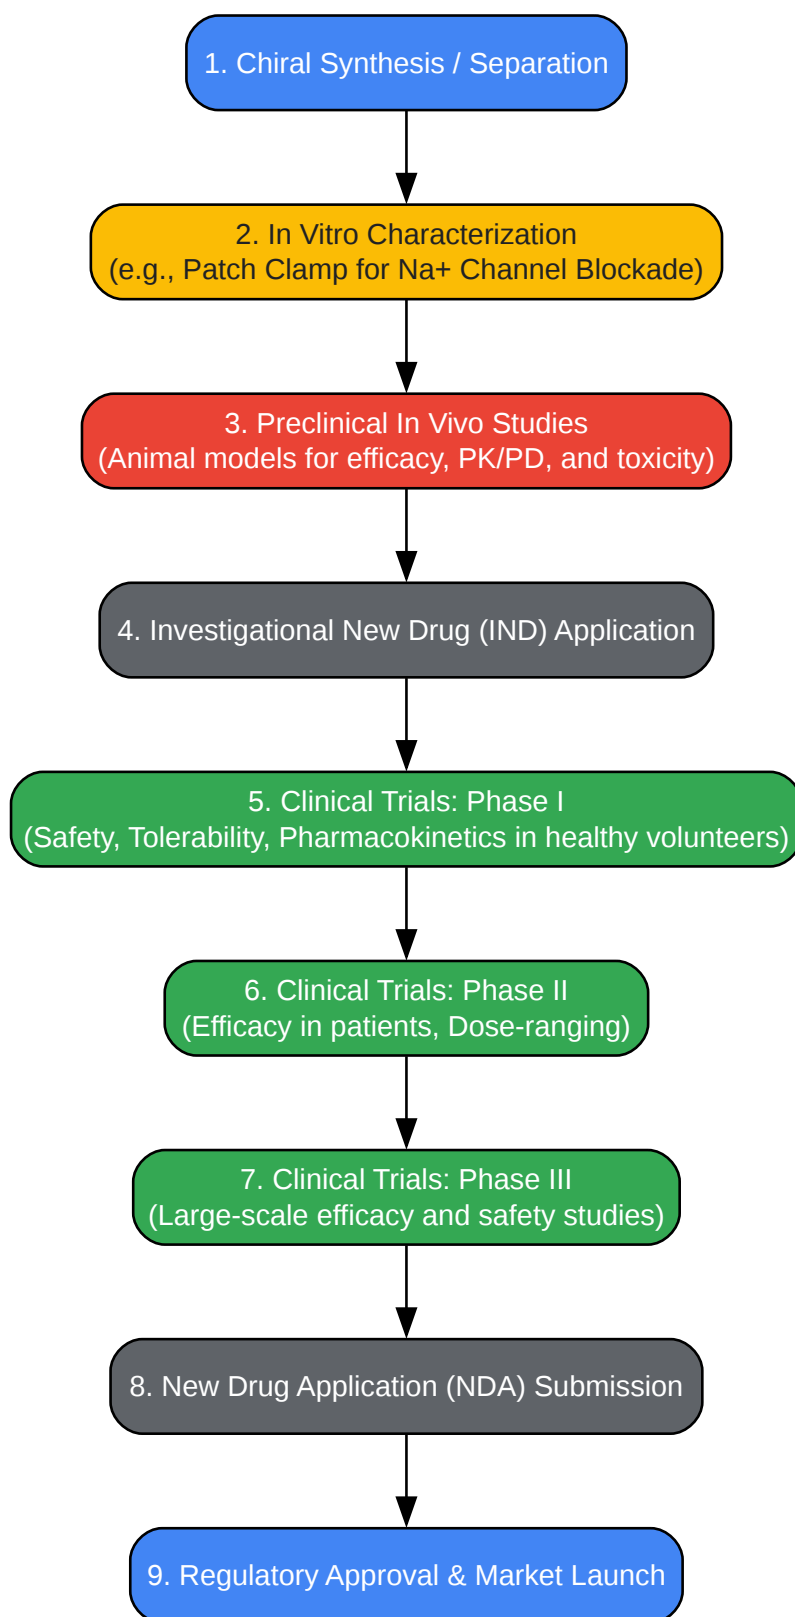 1. Chiral Synthesis / Separation
2. In Vitro Characterization
(e.g., Patch Clamp for Na+ Channel Blockade)
3. Preclinical In Vivo Studies
(Animal models for efficacy, PK/PD, and toxicity)
4. Investigational New Drug (IND) Application
5. Clinical Trials: Phase I
(Safety, Tolerability, Pharmacokinetics in healthy volunteers)
6. Clinical Trials: Phase II
(Efficacy in patients, Dose-ranging)
7. Clinical Trials: Phase III
(Large-scale efficacy and safety studies)
8. New Drug Application (NDA) Submission
9. Regulatory Approval & Market Launch